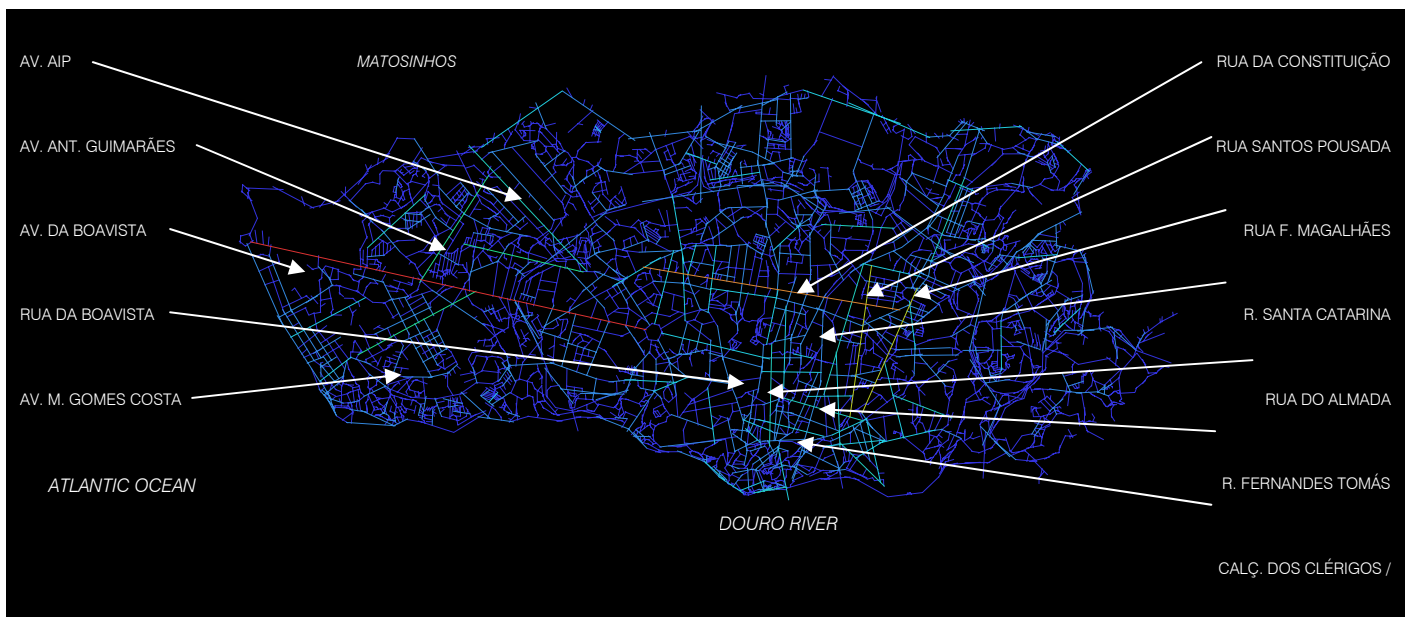 AV. AIP
MATOSINHOS
RUA DA CONSTITUIÇÃO
AV. ANT. GUIMARÃES
RUA SANTOS POUSADA
AV. DA BOAVISTA
RUA F. MAGALHÃES
RUA DA BOAVISTA
R. SANTA CATARINA
AV. M. GOMES COSTA
RUA DO ALMADA
ATLANTIC OCEAN
R. FERNANDES TOMÁS
DOURO RIVER
CALÇ. DOS CLÉRIGOS /